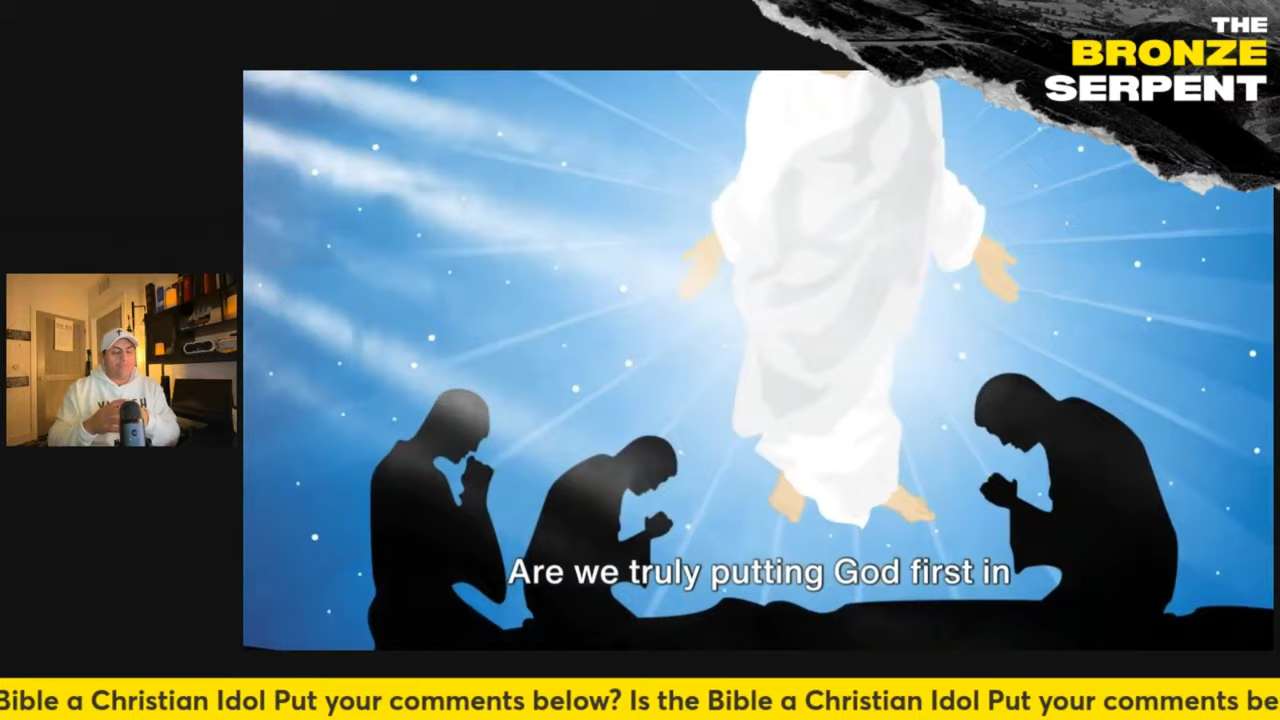 THE
BRONZE
SERPENT
Are we truly putting God first in
Bible a Christian Idol Put your comments below? Is the Bible a Christian Idol Put your comments be